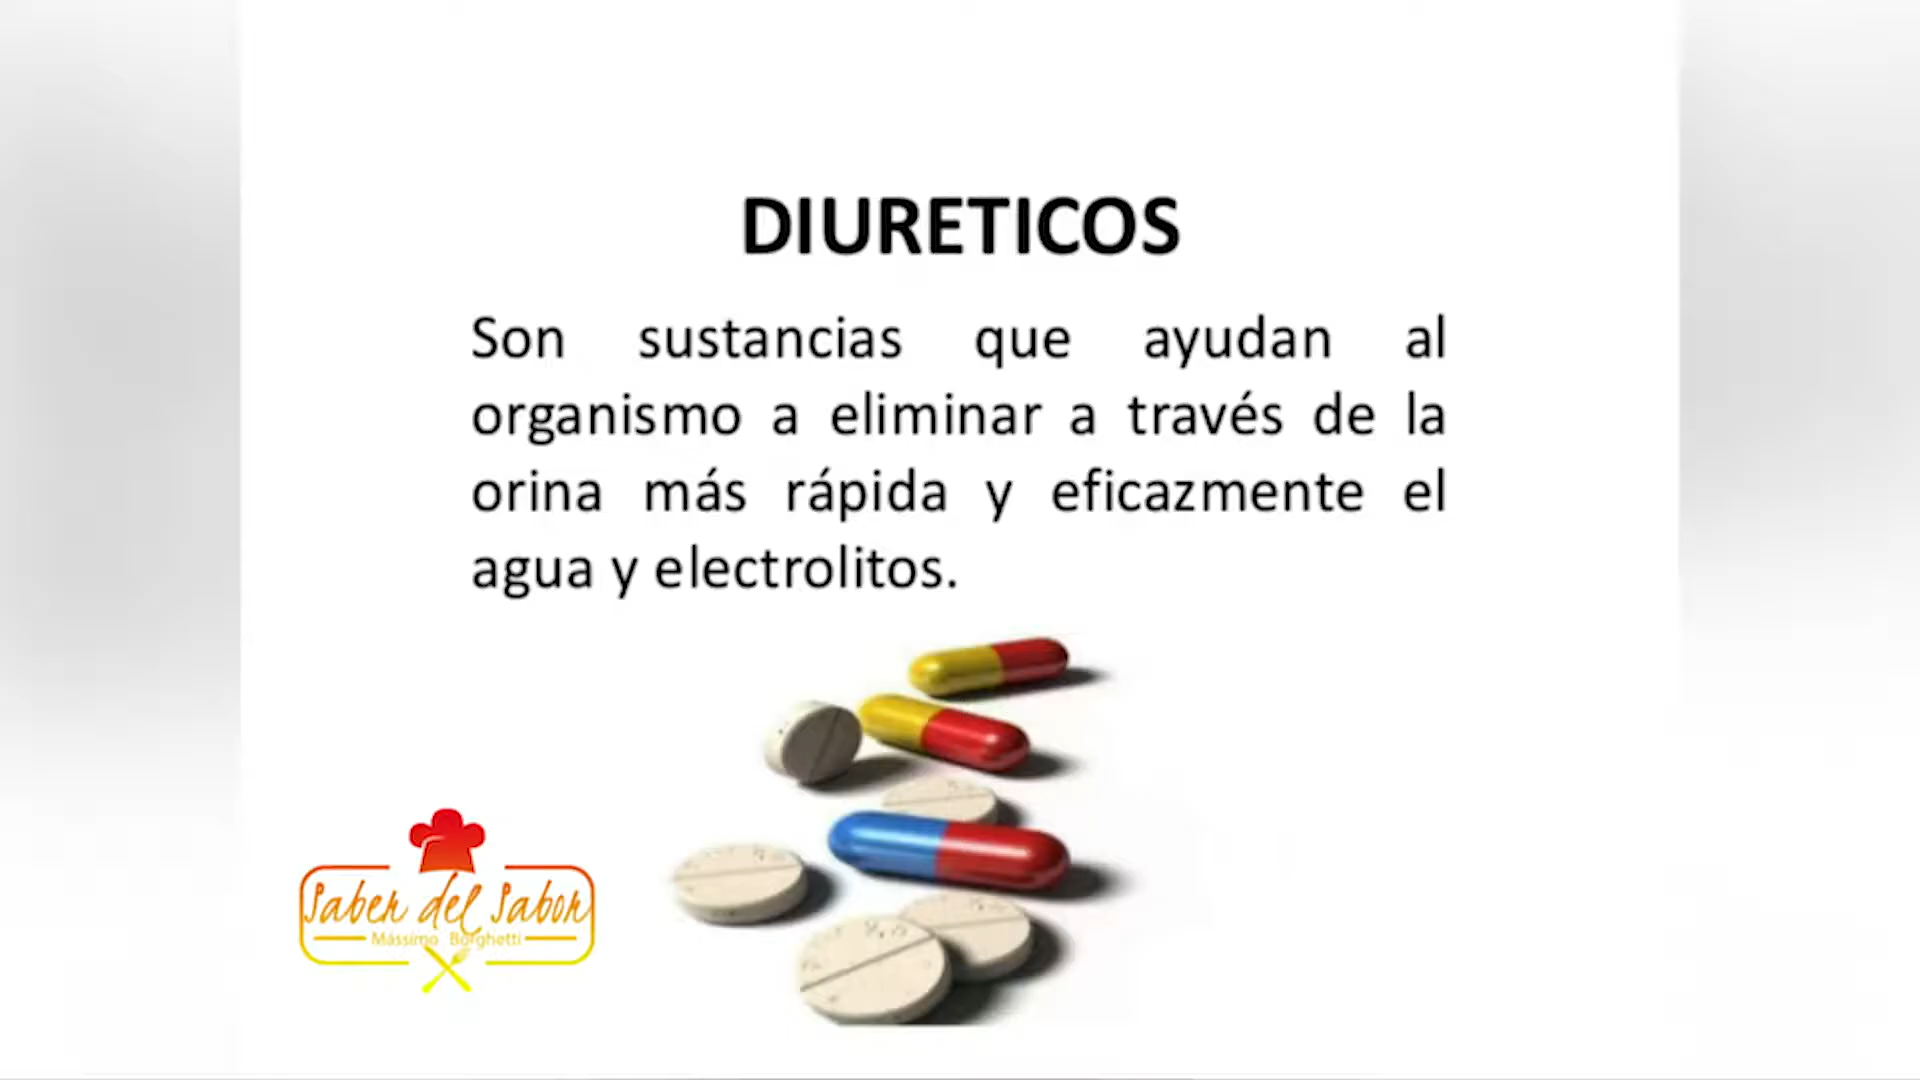 DIURETICOS
Son sustancias que ayudan al
organismo a eliminar a través de la
orina más rápida y eficazmente el
agua y electrolitos.
Saber del Sabor
Mássimo Borghetti